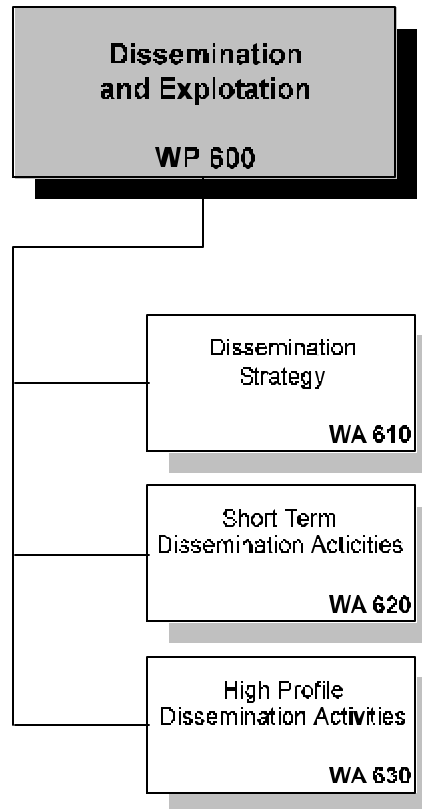 Dissemination
and Explotation
WP 600
Dissemination
Strategy
WA 610
Short Term
Dissemination Acticities
WA 620
High Profile
Dissemination Activities
WA 630